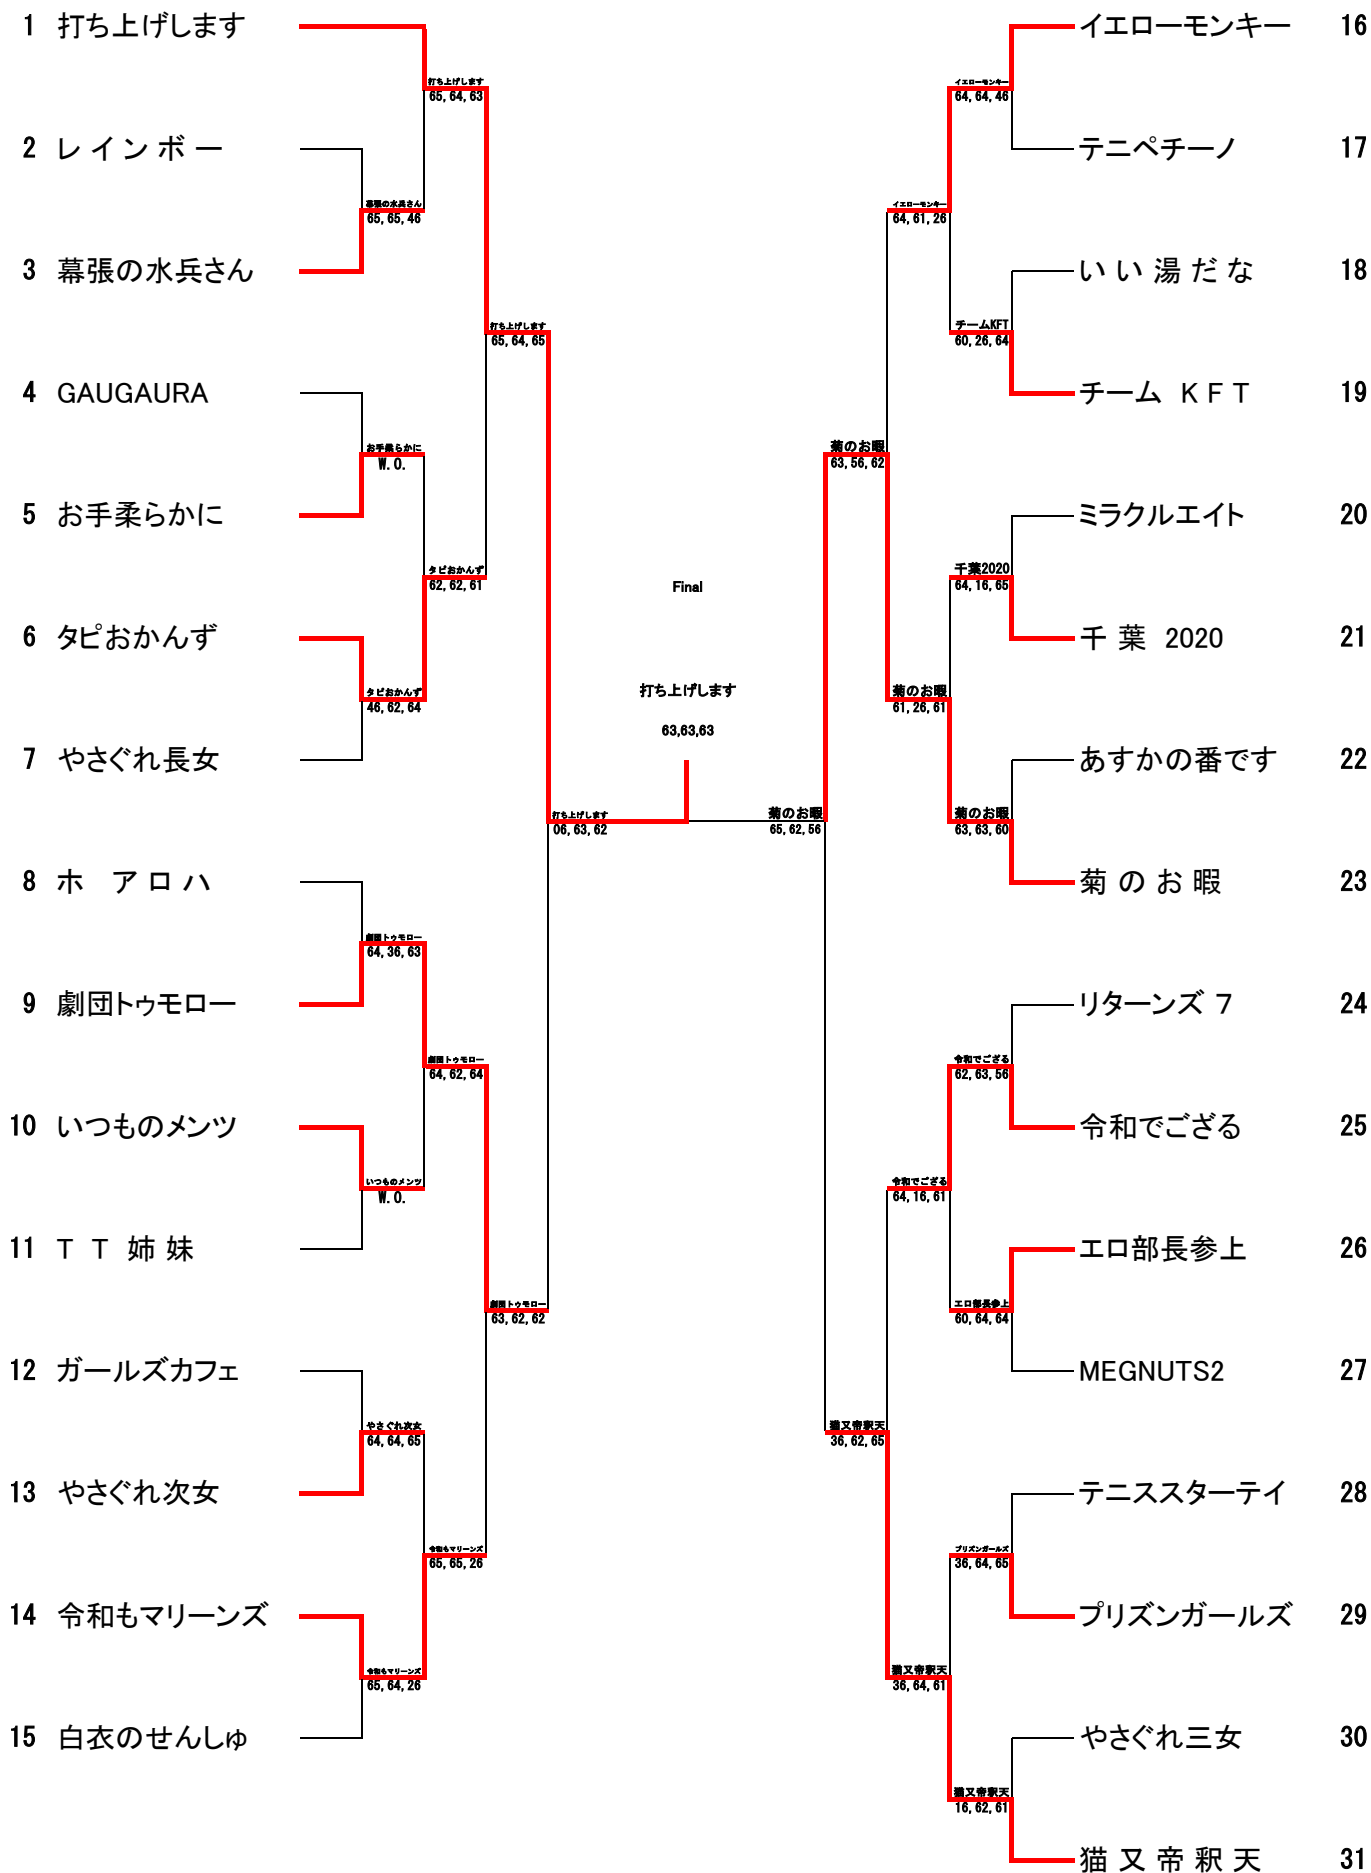 1 打ち上げします
打ち上げします
65, 64, 63
2 レ イ ン ボ ー
幕張の水兵さん
65, 65, 46
3 幕張の水兵さん
打ち上げします
65, 64, 65
4 GAUGAURA
お手柔らかに
W. O.
5 お手柔らかに
タピおかんず
62, 62, 61
6 タピおかんず
タピおかんず
46, 62, 64
7 やさぐれ長女
打ち上げします
06, 63, 62
8 ホ ア ロ ハ
劇団トゥモロー
64, 36, 63
9 劇団トゥモロー
劇団トゥモロー
64, 62, 64
10 いつものメンツ
いつものメンツ
W. O.
11 T T 姉 妹
劇団トゥモロー
63, 62, 62
12 ガールズカフェ
やさぐれ次女
64, 64, 65
13 やさぐれ次女
令和もマリーンズ
65, 65, 26
14 令和もマリーンズ
令和もマリーンズ
65, 64, 26
15 白衣のせんしゅ
Final
打ち上げします
63,63,63
イエローモンキー 16
イエローモンキー
64, 64, 46
テニペチーノ 17
イエローモンキー
64, 61, 26
い い 湯 だ な 18
チームKFT
60, 26, 64
チーム K F T 19
菊のお暇
63, 56, 62
ミラクルエイト 20
千葉2020
64, 16, 65
千 葉 2020 21
菊のお暇
61, 26, 61
あすかの番です 22
菊のお暇
63, 63, 60
菊 の お 暇 23
菊のお暇
65, 62, 56
リターンズ 7 24
令和でござる
62, 63, 56
令和でござる 25
令和でござる
64, 16, 61
エロ部長参上 26
エロ部長参上
60, 64, 64
MEGNUTS2 27
猫又帝釈天
36, 62, 65
テニススターテイ 28
プリズンガールズ
36, 64, 65
プリズンガールズ 29
猫又帝釈天
36, 64, 61
やさぐれ三女 30
猫又帝釈天
16, 62, 61
猫 又 帝 釈 天 31